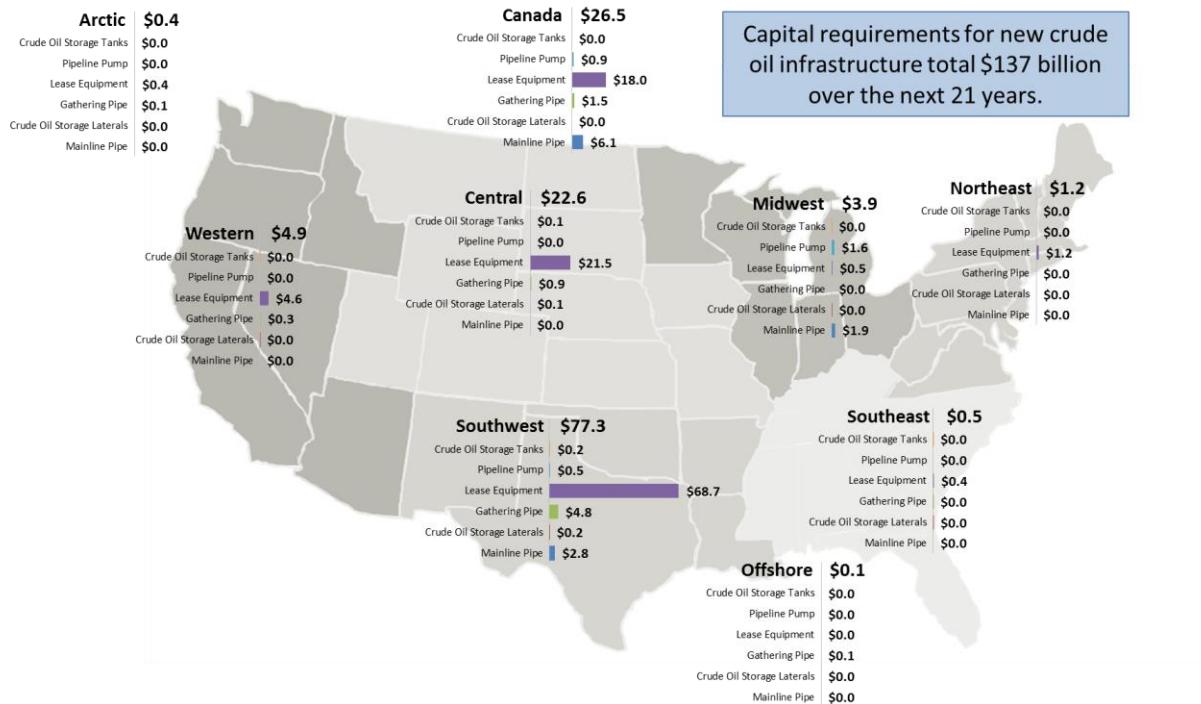 Arctic $0.4
Crude Oil Storage Tanks $0.0
Pipeline Pump $0.0
Lease Equipment $0.4
Gathering Pipe $0.1
Crude Oil Storage Laterals $0.0
Mainline Pipe $0.0
Canada $26.5
Crude Oil Storage Tanks $0.0
Pipeline Pump $0.9
Lease Equipment $18.0
Gathering Pipe $1.5
Crude Oil Storage Laterals $0.0
Mainline Pipe $6.1
Capital requirements for new crude
oil infrastructure total $137 billion
over the next 21 years.
Western $4.9
Crude Oil Storage Tanks $0.0
Pipeline Pump $0.0
Lease Equipment $4.6
Gathering Pipe $0.3
Crude Oil Storage Laterals $0.0
Mainline Pipe $0.0
Central $22.6
Crude Oil Storage Tanks $0.1
Pipeline Pump $0.0
Lease Equipment $21.5
Gathering Pipe $0.9
Crude Oil Storage Laterals $0.1
Mainline Pipe $0.0
Midwest $3.9
Crude Oil Storage Tanks $0.0
Pipeline Pump $1.6
Lease Equipment $0.5
Gathering Pipe $0.0
Crude Oil Storage Laterals $0.0
Mainline Pipe $1.9
Northeast $1.2
Crude Oil Storage Tanks $0.0
Pipeline Pump $0.0
Lease Equipment $1.2
Gathering Pipe $0.0
Crude Oil Storage Laterals $0.0
Mainline Pipe $0.0
Southwest $77.3
Crude Oil Storage Tanks $0.2
Pipeline Pump $0.5
Lease Equipment $68.7
Gathering Pipe $4.8
Crude Oil Storage Laterals $0.2
Mainline Pipe $2.8
Southeast $0.5
Crude Oil Storage Tanks $0.0
Pipeline Pump $0.0
Lease Equipment $0.4
Gathering Pipe $0.0
Crude Oil Storage Laterals $0.0
Mainline Pipe $0.0
Offshore $0.1
Crude Oil Storage Tanks $0.0
Pipeline Pump $0.0
Lease Equipment $0.0
Gathering Pipe $0.1
Crude Oil Storage Laterals $0.0
Mainline Pipe $0.0